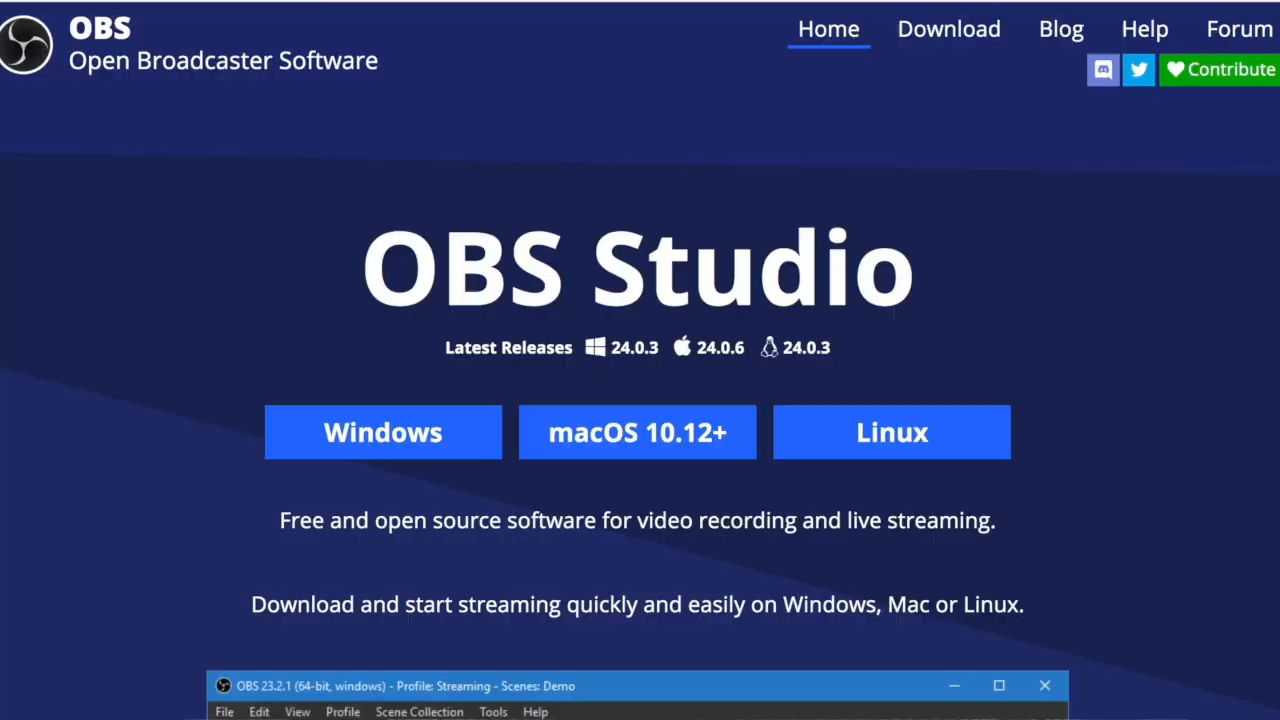 OBS
Open Broadcaster Software
Home Download Blog Help Forum
Contribute
OBS Studio
Latest Releases 24.0.3 24.0.6 24.0.3
Windows macOS 10.12+ Linux
Free and open source software for video recording and live streaming.
Download and start streaming quickly and easily on Windows, Mac or Linux.
OBS 23.2.1 (64-bit, windows) - Profile: Streaming - Scenes: Demo
File Edit View Profile Scene Collection Tools Help